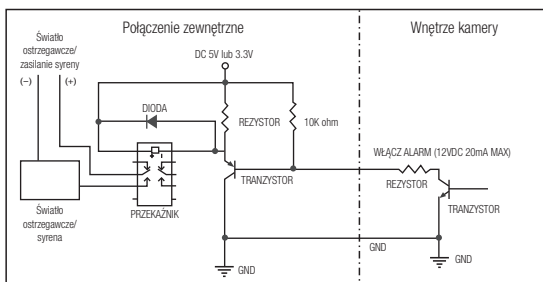 Połączenie zewnętrzne
Wnętrze kamery
Światło
ostrzegawcze/
zasilanie syreny
(−)
(+)
DC 5V lub 3.3V
DIODA
REZYSTOR
10K ohm
WŁĄCZ ALARM (12VDC 20mA MAX)
REZYSTOR
TRANZYSTOR
TRANZYSTOR
PRZEKAŹNIK
Światło
ostrzegawcze/
syrena
GND
GND
GND